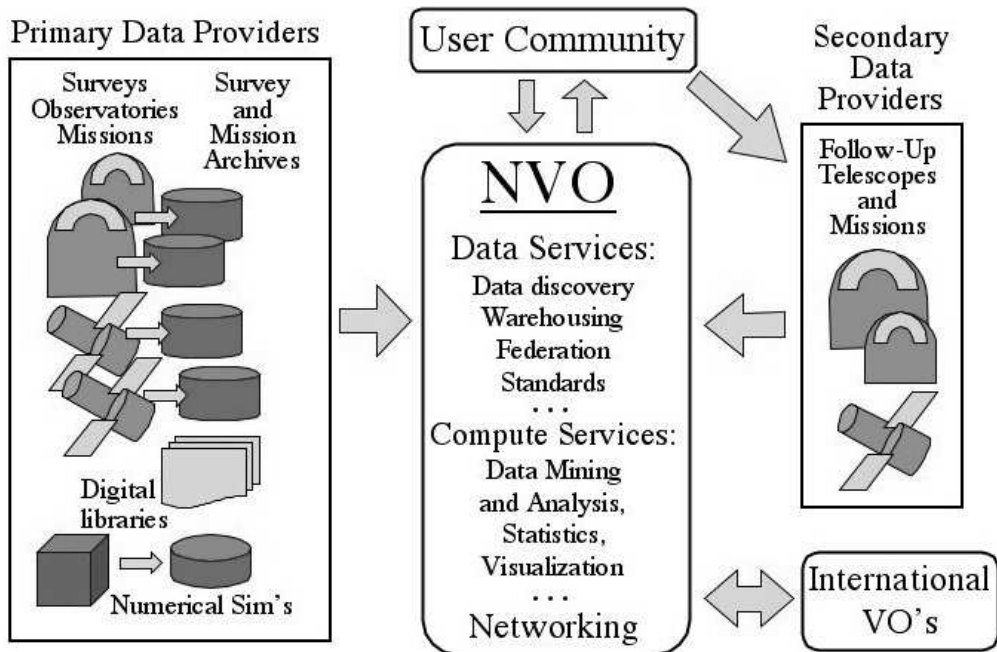 Primary Data Providers
Surveys
Observatories
Missions
Survey
and
Mission
Archives
Digital
libraries
Numerical Sim's
User Community
NVO
Data Services:
Data discovery
Warehousing
Federation
Standards
. . .
Compute Services:
Data Mining
and Analysis,
Statistics,
Visualization
. . .
Networking
Secondary
Data
Providers
Follow-Up
Telescopes
and
Missions
International
VO's